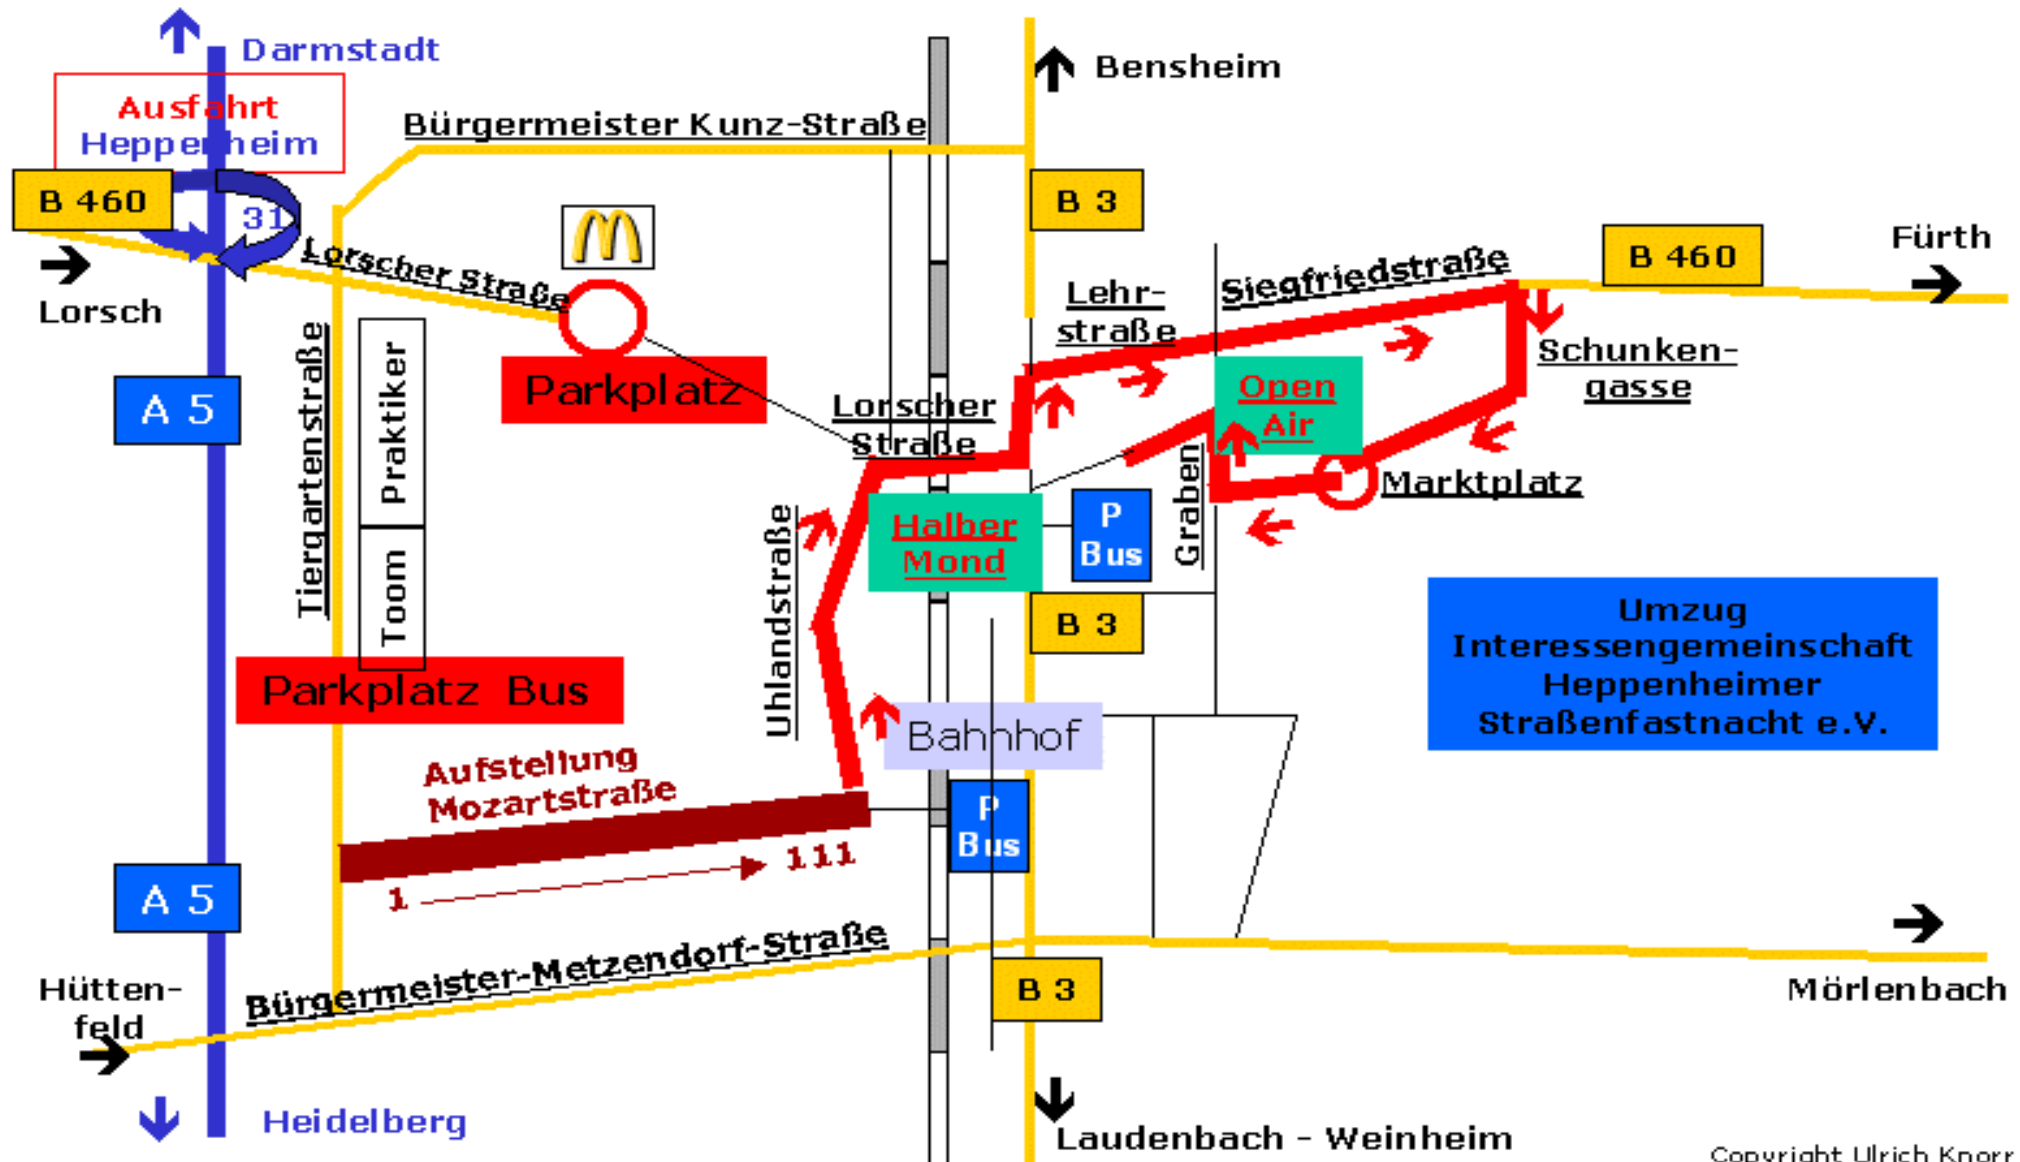 Darmstadt
Bensheim
Ausfahrt
Heppenheim
Bürgermeister Kunz-Straße
B 460
31
B 3
Lorscher Straße
Siegfriedstraße
B 460
Fürth
Lorsch
Lehr-
straße
Tiergartenstraße
Praktiker
Toom
Parkplatz
Schunken-
gasse
A 5
Open
Air
Lorscher
Straße
Marktplatz
Graben
Uhlandstraße
Halber
Mond
P
Bus
B 3
Umzug
Interessengemeinschaft
Heppenheimer
Straßenfastnacht e.V.
Parkplatz Bus
Bahnhof
Aufstellung
Mozartstraße
P
Bus
1
111
A 5
Bürgermeister-Metzendorf-Straße
Hütten-
feld
B 3
Mörlenbach
Heidelberg
Laudenbach - Weinheim
Copyright Ulrich Knorr